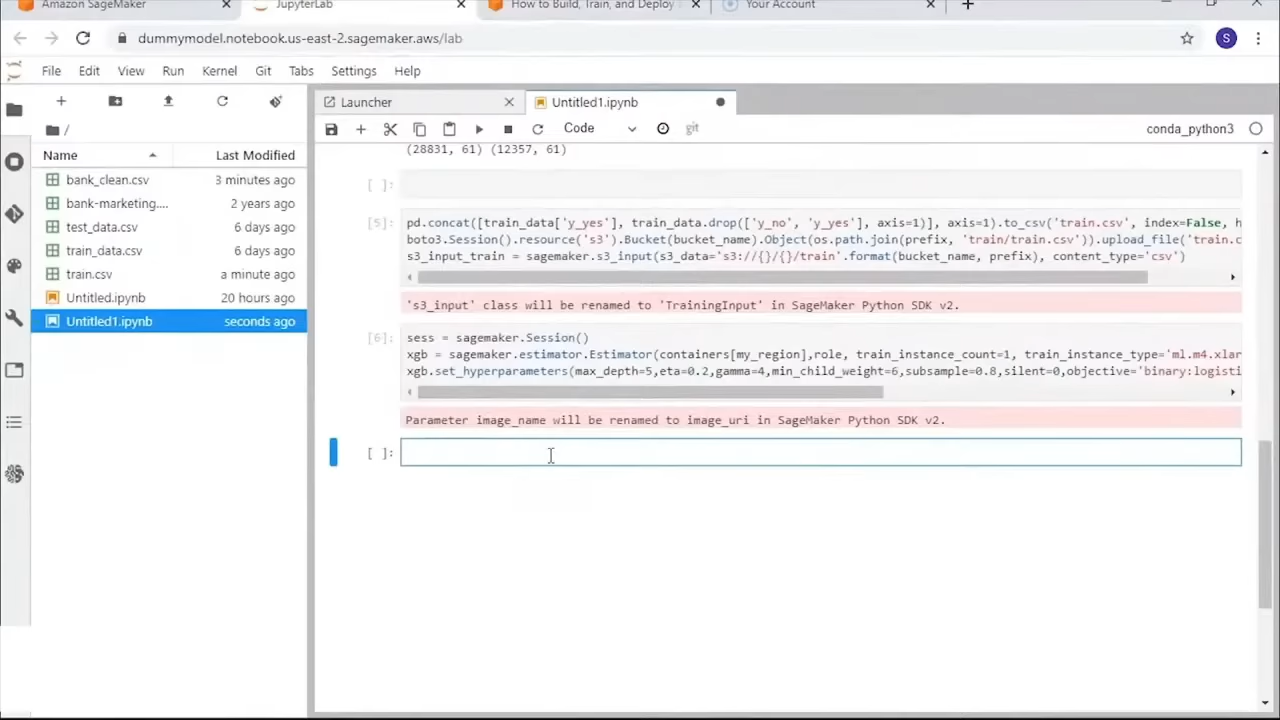 Amazon SageMaker
JupyterLab
How to Build, Train, and Deploy
Your Account
dummymodel.notebook.us-east-2.sagemaker.aws/lab
S
File Edit View Run Kernel Git Tabs Settings Help
Launcher
Untitled1.ipynb
Code
git
conda_python3
/
Name Last Modified
bank_clean.csv 3 minutes ago
bank-marketing.... 2 years ago
test_data.csv 6 days ago
train_data.csv 6 days ago
train.csv a minute ago
Untitled.ipynb 20 hours ago
Untitled1.ipynb seconds ago
(28831, 61) (12357, 61)
[ ]:
[5]:
pd.concat([train_data['y_yes'], train_data.drop(['y_no', 'y_yes'], axis=1)], axis=1).to_csv('train.csv', index=False, h
boto3.Session().resource('s3').Bucket(bucket_name).Object(os.path.join(prefix, 'train/train.csv')).upload_file('train.c
s3_input_train = sagemaker.s3_input(s3_data='s3://{}/{}/train'.format(bucket_name, prefix), content_type='csv')
's3_input' class will be renamed to 'TrainingInput' in SageMaker Python SDK v2.
[6]:
sess = sagemaker.Session()
xgb = sagemaker.estimator.Estimator(containers[my_region],role, train_instance_count=1, train_instance_type='ml.m4.xlar
xgb.set_hyperparameters(max_depth=5,eta=0.2,gamma=4,min_child_weight=6,subsample=0.8,silent=0,objective='binary:logisti
Parameter image_name will be renamed to image_uri in SageMaker Python SDK v2.
[ ]: